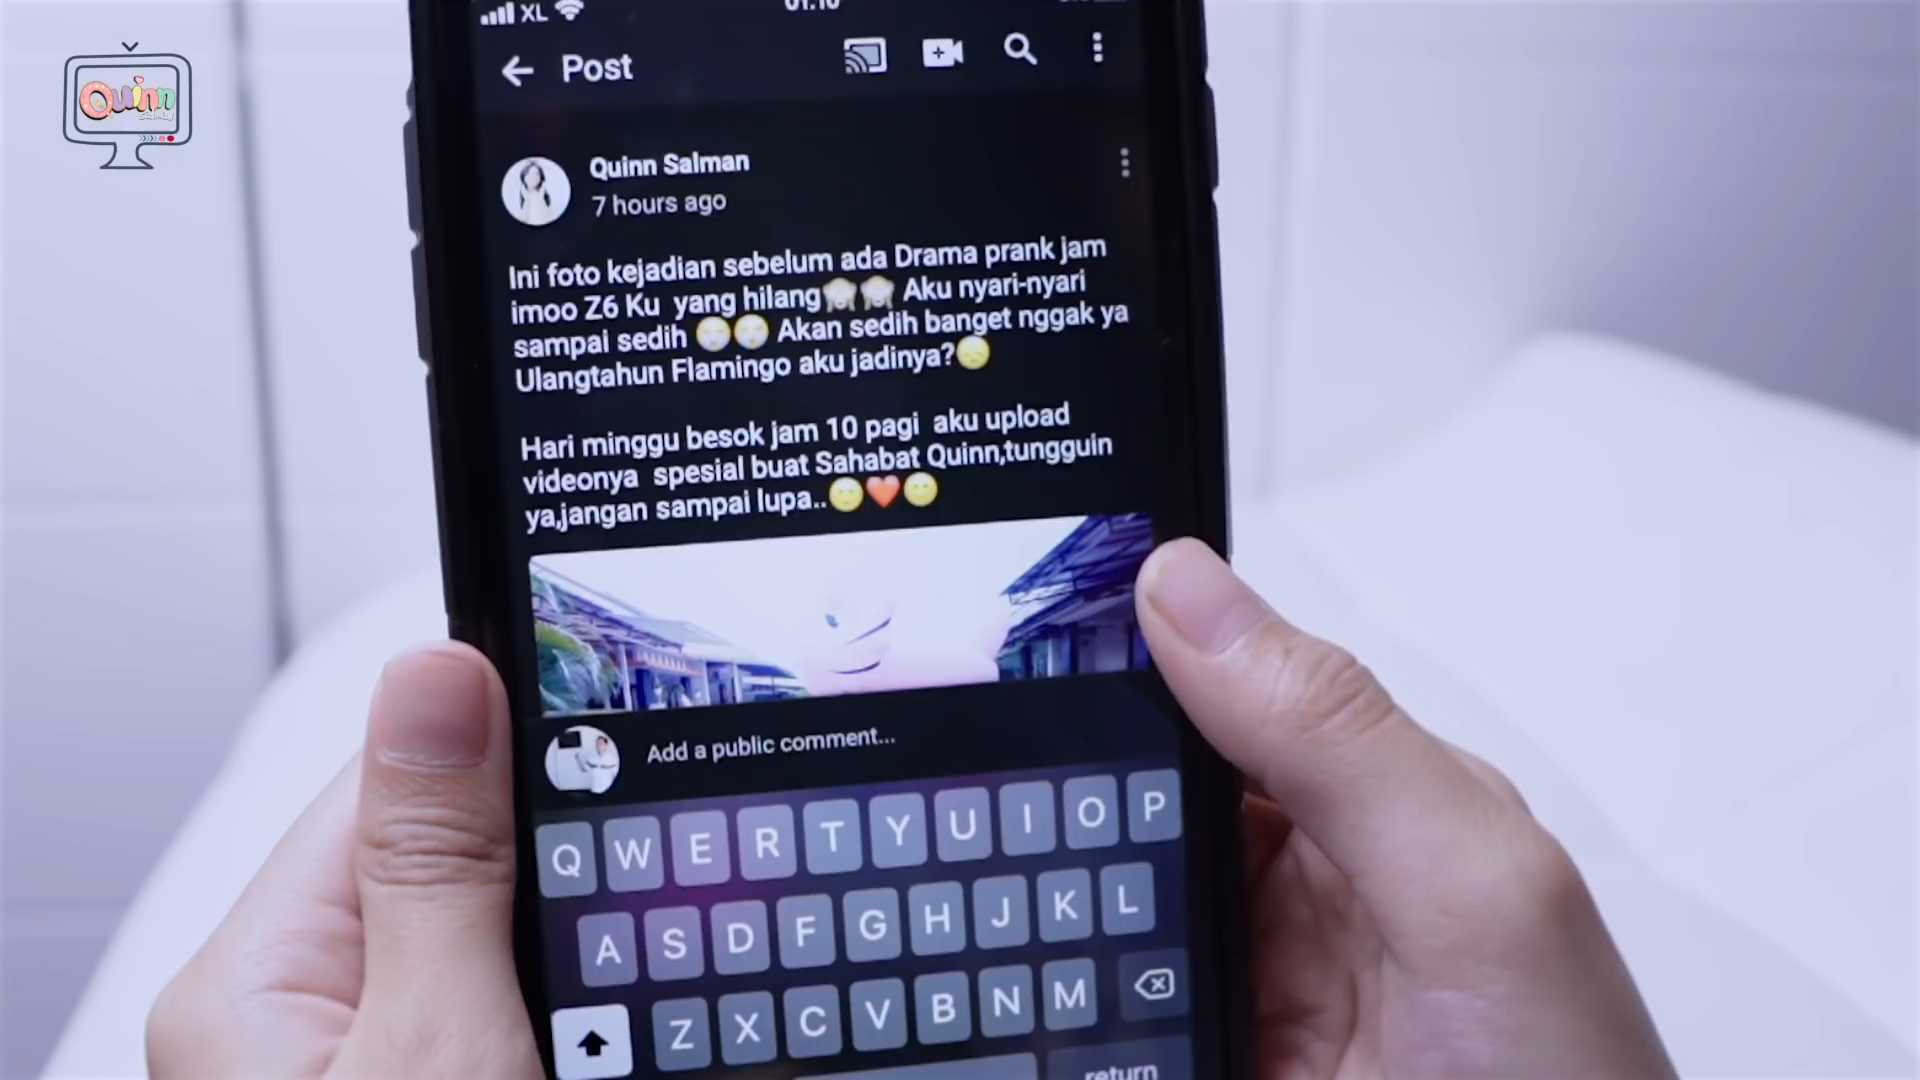 Quinn
XL
Post
Quinn Salman
7 hours ago
Ini foto kejadian sebelum ada Drama prank jam
imoo Z6 Ku yang hilang🙈🙈 Aku nyari-nyari
sampai sedih 😭😭 Akan sedih banget nggak ya
Ulangtahun Flamingo aku jadinya?😞
Hari minggu besok jam 10 pagi aku upload
videonya spesial buat Sahabat Quinn,tungguin
ya,jangan sampai lupa..🙂❤️🙂
Add a public comment...
Q W E R T Y U I O P
A S D F G H J K L
Z X C V B N M
return